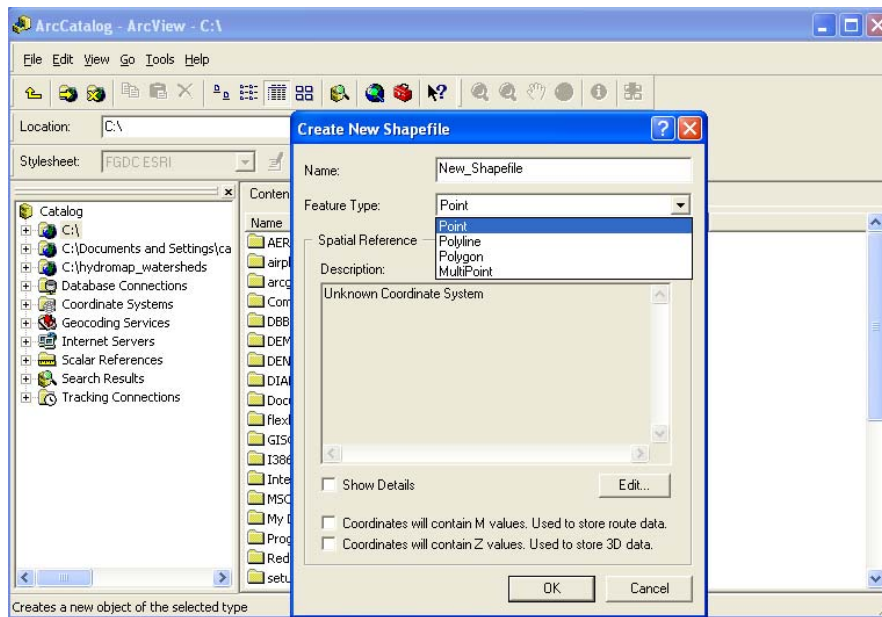 ArcCatalog - ArcView - C:\
File Edit View Go Tools Help
Location: C:\
Stylesheet: FGDC ESRI
Catalog
C:\
C:\Documents and Settings\ca
C:\hydromap_watersheds
Database Connections
Coordinate Systems
Geocoding Services
Internet Servers
Scalar References
Search Results
Tracking Connections
Conten
Name
AER
airpl
arcg
Com
DBB
DEM
DEN
DIAI
Docu
flexl
GISC
I386
Inte
MSO
My D
Prog
Red
setu
Create New Shapefile
Name: New_Shapefile
Feature Type: Point
Point
Polyline
Polygon
MultiPoint
Spatial Reference
Description:
Unknown Coordinate System
Show Details
Edit...
Coordinates will contain M values. Used to store route data.
Coordinates will contain Z values. Used to store 3D data.
OK Cancel
Creates a new object of the selected type